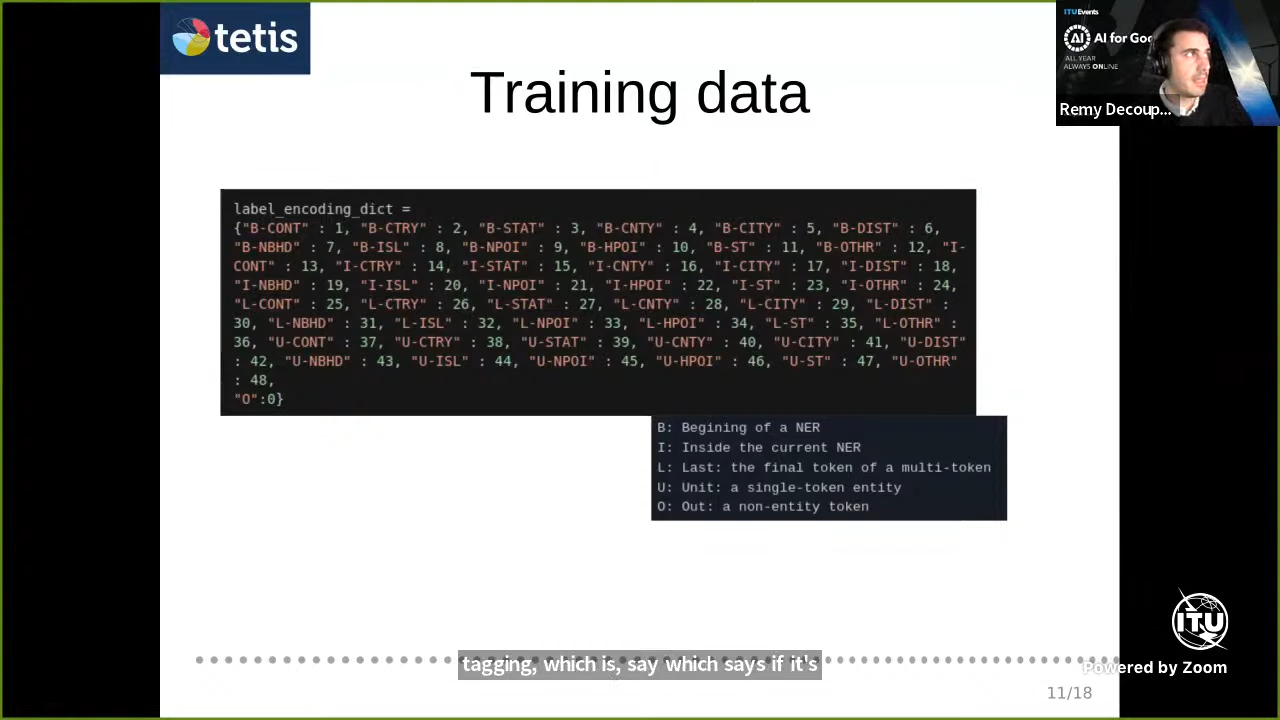 tetis
Training data
ITUEvents
AI for Goo
ALL YEAR
ALWAYS ONLINE
Remy Decoup...
label_encoding_dict =
{"B-CONT" : 1, "B-CTRY" : 2, "B-STAT" : 3, "B-CNTY" : 4, "B-CITY" : 5, "B-DIST" : 6,
"B-NBHD" : 7, "B-ISL" : 8, "B-NPOI" : 9, "B-HPOI" : 10, "B-ST" : 11, "B-OTHR" : 12, "I-
CONT" : 13, "I-CTRY" : 14, "I-STAT" : 15, "I-CNTY" : 16, "I-CITY" : 17, "I-DIST" : 18,
"I-NBHD" : 19, "I-ISL" : 20, "I-NPOI" : 21, "I-HPOI" : 22, "I-ST" : 23, "I-OTHR" : 24,
"L-CONT" : 25, "L-CTRY" : 26, "L-STAT" : 27, "L-CNTY" : 28, "L-CITY" : 29, "L-DIST" :
30, "L-NBHD" : 31, "L-ISL" : 32, "L-NPOI" : 33, "L-HPOI" : 34, "L-ST" : 35, "L-OTHR" :
36, "U-CONT" : 37, "U-CTRY" : 38, "U-STAT" : 39, "U-CNTY" : 40, "U-CITY" : 41, "U-DIST"
: 42, "U-NBHD" : 43, "U-ISL" : 44, "U-NPOI" : 45, "U-HPOI" : 46, "U-ST" : 47, "U-OTHR"
: 48,
"O":0}
B: Begining of a NER
I: Inside the current NER
L: Last: the final token of a multi-token
U: Unit: a single-token entity
O: Out: a non-entity token
ITU
tagging, which is, say which says if it's
Powered by Zoom
11/18